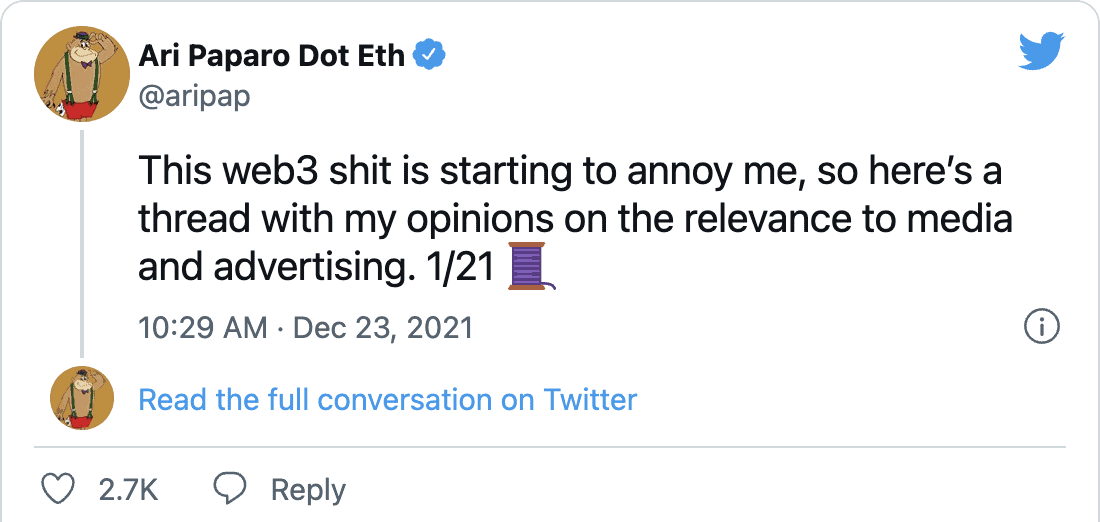 Ari Paparo Dot Eth
@aripap
This web3 shit is starting to annoy me, so here’s a
thread with my opinions on the relevance to media
and advertising. 1/21 🧵
10:29 AM · Dec 23, 2021
Read the full conversation on Twitter
2.7K Reply